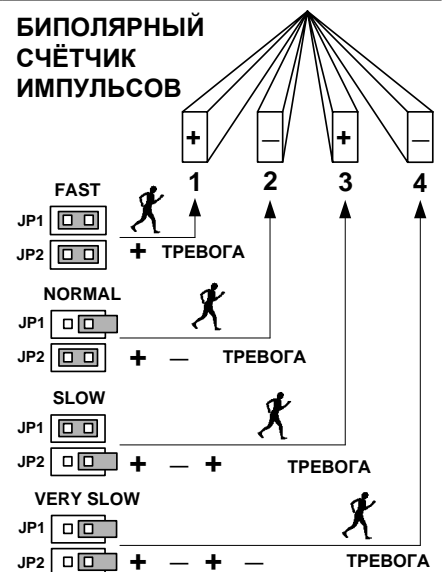 БИПОЛЯРНЫЙ
СЧЁТЧИК
ИМПУЛЬСОВ
+ – + –
1 2 3 4
FAST
JP1
JP2
+ ТРЕВОГА
NORMAL
JP1
JP2 + – ТРЕВОГА
SLOW
JP1
JP2 + – + ТРЕВОГА
VERY SLOW
JP1
JP2 + – + – ТРЕВОГА